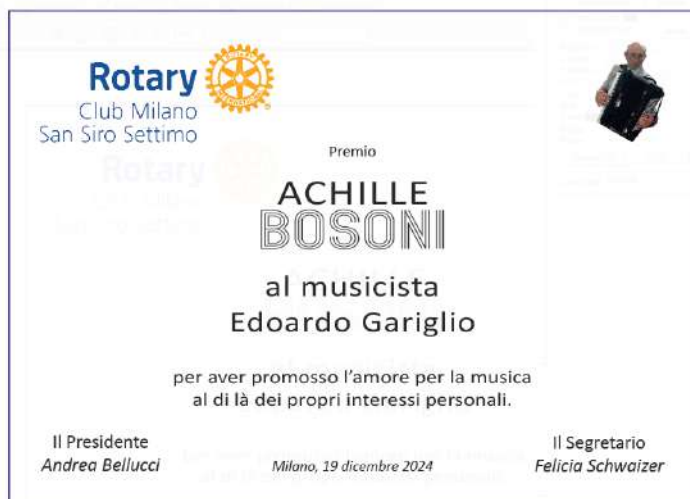 Rotary
Club Milano
San Siro Settimo
Premio
ACHILLE
BOSONI
al musicista
Edoardo Gariglio
per aver promosso l'amore per la musica
al di là dei propri interessi personali.
Il Presidente
Andrea Bellucci
Milano, 19 dicembre 2024
Il Segretario
Felicia Schwaizer